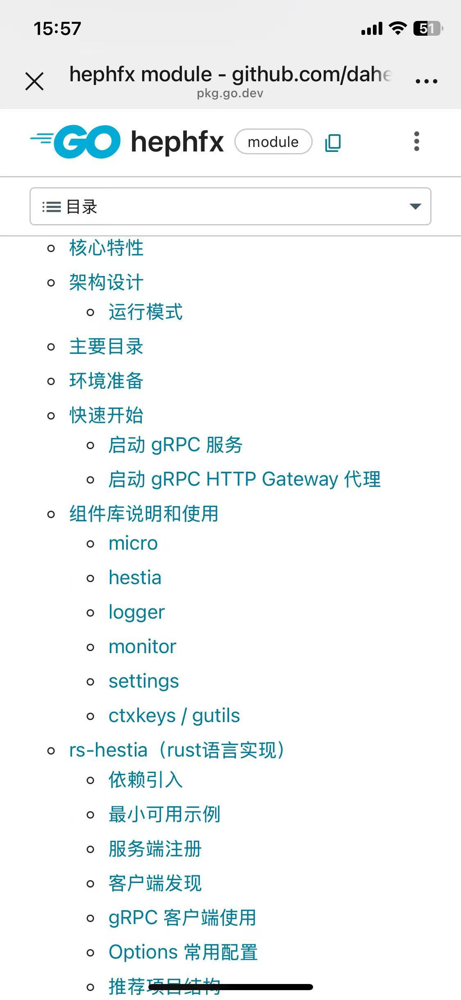 15:57
51
hephfx module - github.com/dahe
pkg.go.dev
GO hephfx module
目录
核心特性
架构设计
运行模式
主要目录
环境准备
快速开始
启动 gRPC 服务
启动 gRPC HTTP Gateway 代理
组件库说明和使用
micro
hestia
logger
monitor
settings
ctxkeys / gutils
rs-hestia（rust语言实现）
依赖引入
最小可用示例
服务端注册
客户端发现
gRPC 客户端使用
Options 常用配置
推荐项目结构